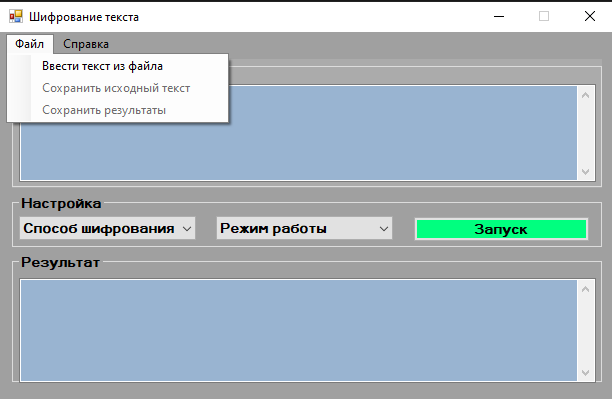 Шифрование текста
Файл Справка
Ввести текст из файла
Сохранить исходный текст
Сохранить результаты
Настройка
Способ шифрования Режим работы Запуск
Результат